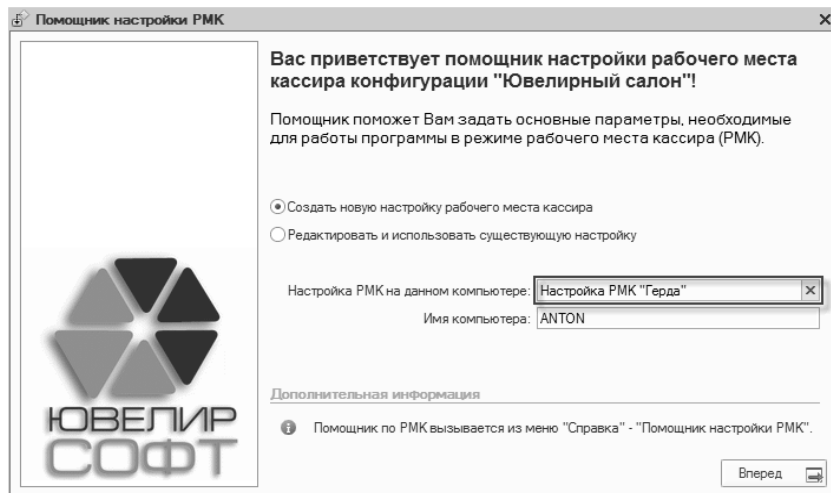 Помощник настройки РМК
Вас приветствует помощник настройки рабочего места
кассира конфигурации "Ювелирный салон"!
Помощник поможет Вам задать основные параметры, необходимые
для работы программы в режиме рабочего места кассира (РМК).
Создать новую настройку рабочего места кассира
Редактировать и использовать существующую настройку
Настройка РМК на данном компьютере: Настройка РМК "Герда"
Имя компьютера: ANTON
Дополнительная информация
Помощник по РМК вызывается из меню "Справка" - "Помощник настройки РМК".
ЮВЕЛИР
СОФТ
Вперед